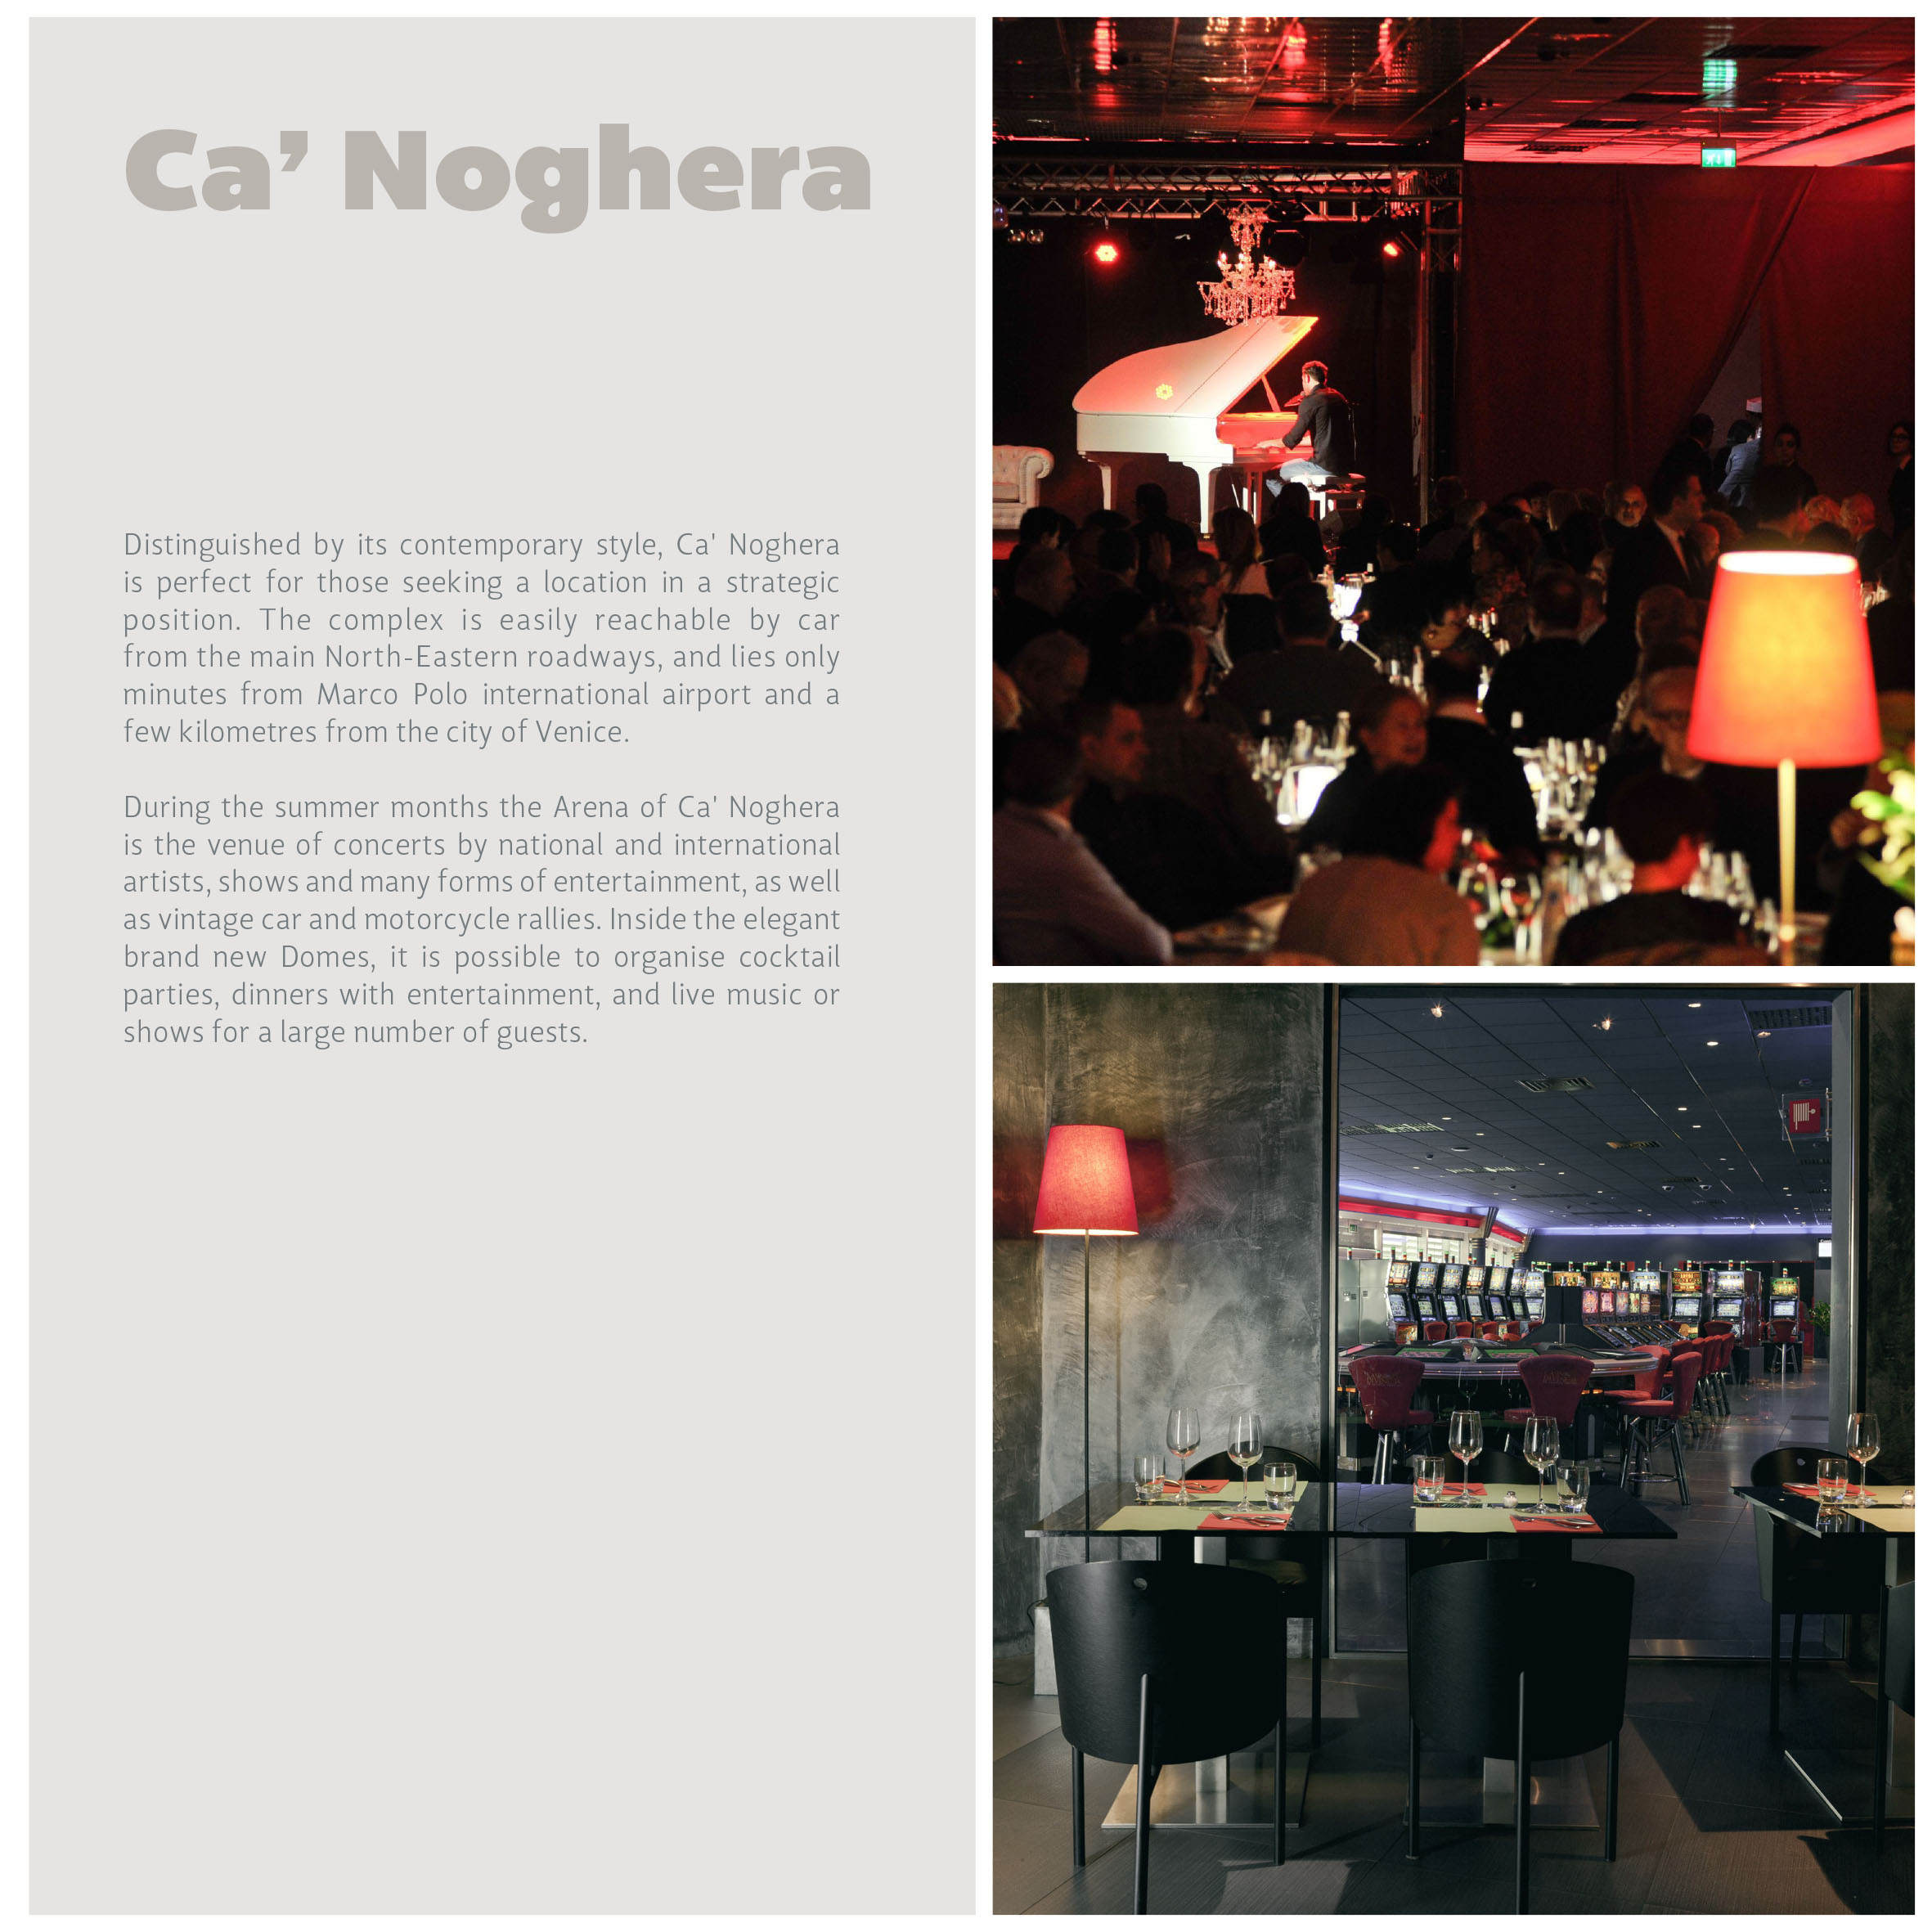 Ca’ Noghera
Distinguished by its contemporary style, Ca' Noghera
is perfect for those seeking a location in a strategic
position. The complex is easily reachable by car
from the main North-Eastern roadways, and lies only
minutes from Marco Polo international airport and a
few kilometres from the city of Venice.
During the summer months the Arena of Ca' Noghera
is the venue of concerts by national and international
artists, shows and many forms of entertainment, as well
as vintage car and motorcycle rallies. Inside the elegant
brand new Domes, it is possible to organise cocktail
parties, dinners with entertainment, and live music or
shows for a large number of guests.